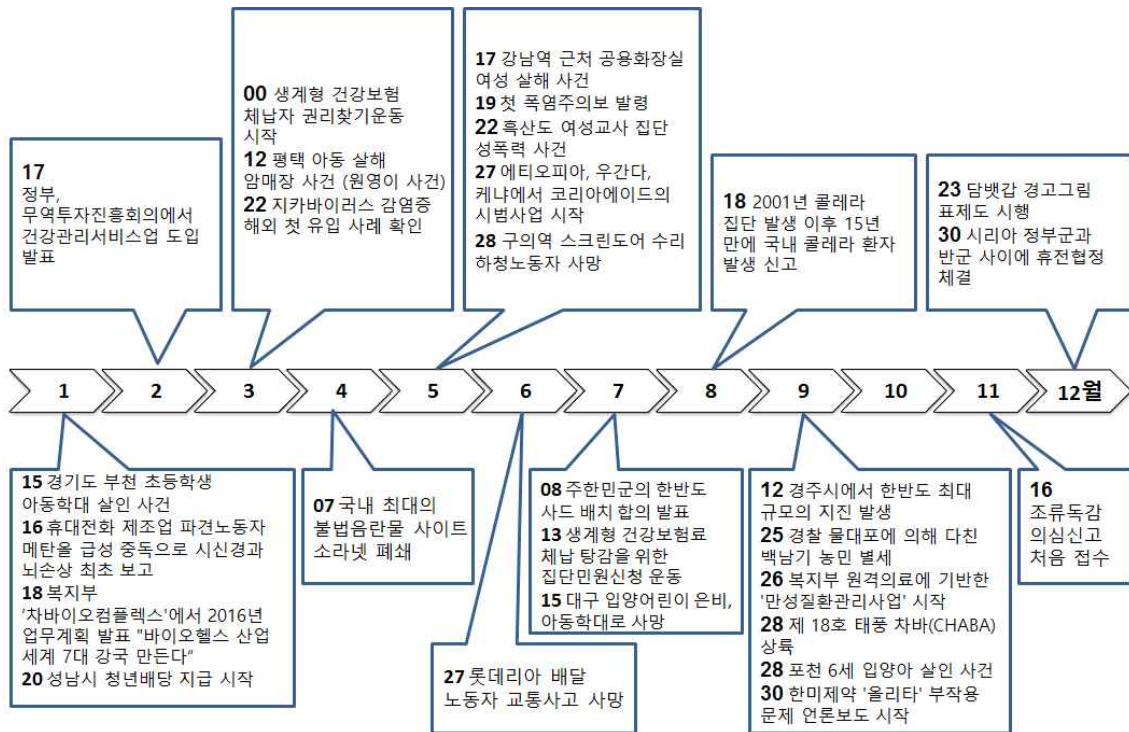 17
정부,
무역투자진흥회의에서
건강관리서비스업 도입
발표
00 생계형 건강보험
체납자 권리찾기운동
시작
12 평택 아동 살해
암매장 사건 (원영이 사건)
22 지카바이러스 감염증
해외 첫 유입 사례 확인
17 강남역 근처 공용화장실
여성 살해 사건
19 첫 폭염주의보 발령
22 흑산도 여성교사 집단
성폭력 사건
27 에티오피아, 우간다,
케냐에서 코리아에이드의
시범사업 시작
28 구의역 스크린도어 수리
하청노동자 사망
18 2001년 콜레라
집단 발생 이후 15년
만에 국내 콜레라 환자
발생 신고
23 담뱃갑 경고그림
표제도 시행
30 시리아 정부군과
반군 사이에 휴전협정
체결
1 2 3 4 5 6 7 8 9 10 11 12월
15 경기도 부천 초등학생
아동학대 살인 사건
16 휴대전화 제조업 파견노동자
메탄올 급성 중독으로 시신경과
뇌손상 최초 보고
18 복지부
'차바이오컴플렉스'에서 2016년
업무계획 발표 "바이오헬스 산업
세계 7대 강국 만든다“
20 성남시 청년배당 지급 시작
07 국내 최대의
불법음란물 사이트
소라넷 폐쇄
27 롯데리아 배달
노동자 교통사고 사망
08 주한민군의 한반도
사드 배치 합의 발표
13 생계형 건강보험료
체납 탕감을 위한
집단민원신청 운동
15 대구 입양어린이 은비,
아동학대로 사망
12 경주시에서 한반도 최대
규모의 지진 발생
25 경찰 물대포에 의해 다친
백남기 농민 별세
26 복지부 원격의료에 기반한
'만성질환관리사업' 시작
28 제 18호 태풍 차바(CHABA)
상륙
28 포천 6세 입양아 살인 사건
30 한미제약 '올리타' 부작용
문제 언론보도 시작
16
조류독감
의심신고
처음 접수